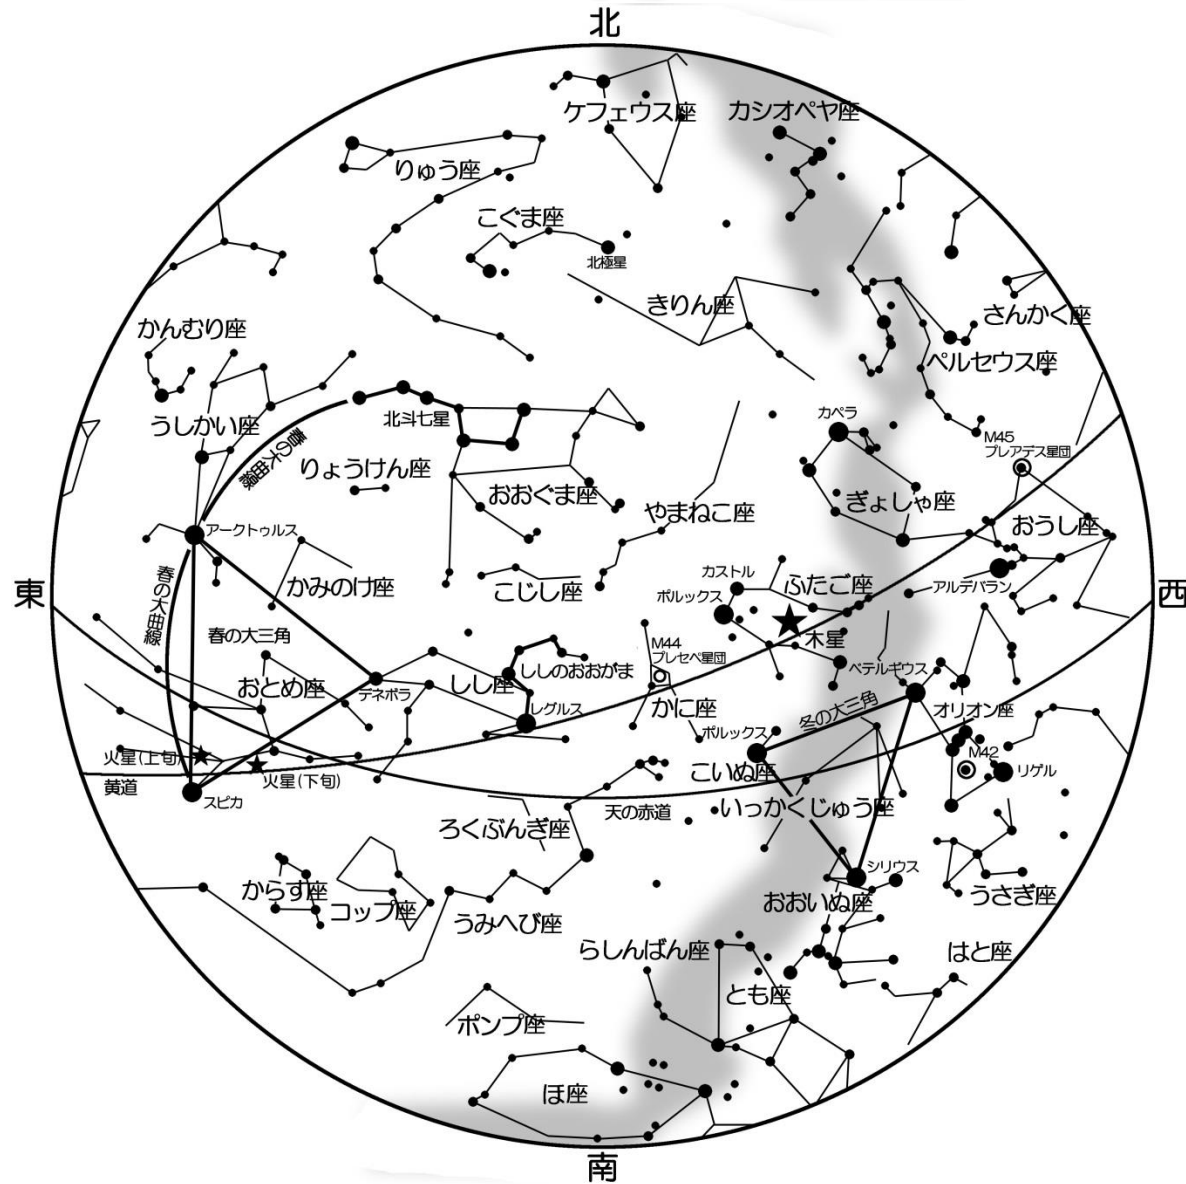 北
ケフェウス座
カシオペヤ座
りゅう座
こぐま座
北極星
きりん座
さんかく座
かんむり座
ペルセウス座
うしかい座
北斗七星
カペラ
M45
プレアデス星団
春の大曲線
りょうけん座
おおぐま座
やまねこ座
ぎょしゃ座
おうし座
アークトゥルス
かみのけ座
こじし座
カストル
ふたご座
アルデバラン
ポルックス
東
西
春の大曲線
春の大三角
木星
M44
プレセペ星団
ししのおおがま
ベテルギウス
おとめ座
デネボラ
しし座
レグルス
かに座
冬の大三角
オリオン座
ポルックス
M42
火星(上旬)
火星(下旬)
こいぬ座
リゲル
黄道
スピカ
天の赤道
いっかくじゅう座
ろくぶんぎ座
シリウス
からす座
コップ座
うみへび座
おおいぬ座
うさぎ座
らしんばん座
はと座
とも座
ポンプ座
ほ座
南